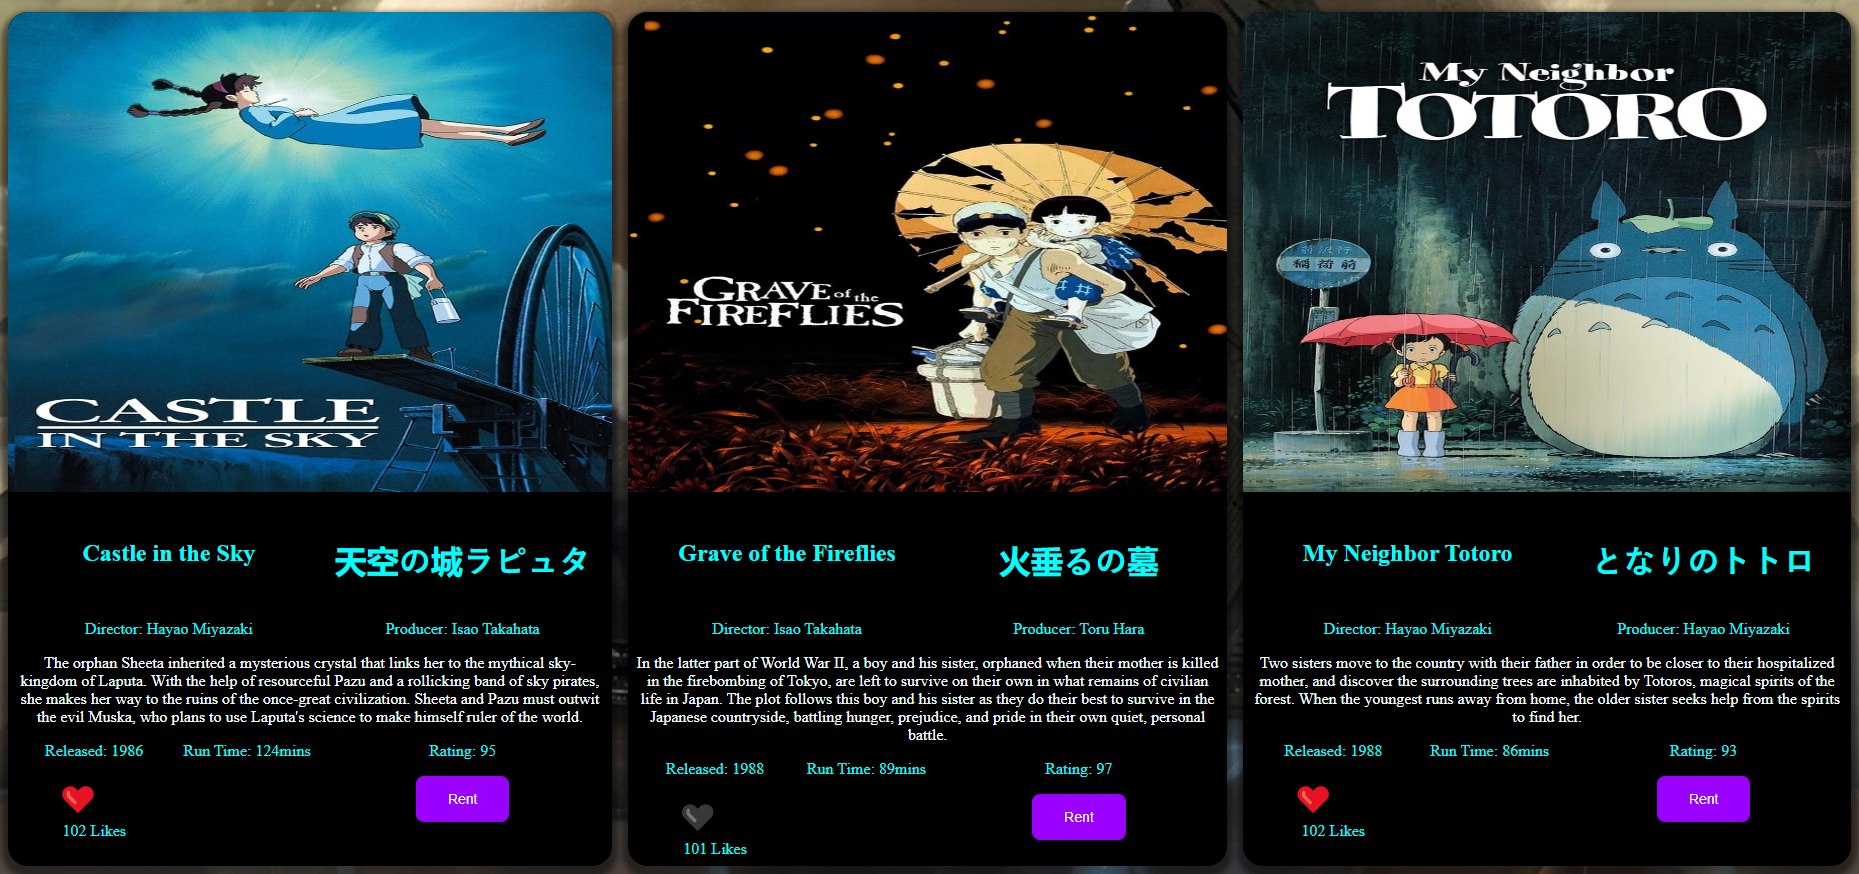 CASTLE
IN THE SKY
Castle in the Sky
天空の城ラピュタ
Director: Hayao Miyazaki
Producer: Isao Takahata
The orphan Sheeta inherited a mysterious crystal that links her to the mythical sky-
kingdom of Laputa. With the help of resourceful Pazu and a rollicking band of sky pirates,
she makes her way to the ruins of the once-great civilization. Sheeta and Pazu must outwit
the evil Muska, who plans to use Laputa's science to make himself ruler of the world.
Released: 1986
Run Time: 124mins
Rating: 95
Rent
102 Likes
GRAVE of the
FIREFLIES
Grave of the Fireflies
火垂るの墓
Director: Isao Takahata
Producer: Toru Hara
In the latter part of World War II, a boy and his sister, orphaned when their mother is killed
in the firebombing of Tokyo, are left to survive on their own in what remains of civilian
life in Japan. The plot follows this boy and his sister as they do their best to survive in the
Japanese countryside, battling hunger, prejudice, and pride in their own quiet, personal
battle.
Released: 1988
Run Time: 89mins
Rating: 97
Rent
101 Likes
My Neighbor
TOTORO
稲荷前
My Neighbor Totoro
となりのトトロ
Director: Hayao Miyazaki
Producer: Hayao Miyazaki
Two sisters move to the country with their father in order to be closer to their hospitalized
mother, and discover the surrounding trees are inhabited by Totoros, magical spirits of the
forest. When the youngest runs away from home, the older sister seeks help from the spirits
to find her.
Released: 1988
Run Time: 86mins
Rating: 93
Rent
102 Likes